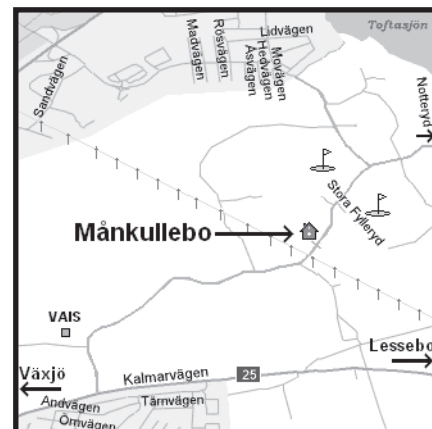 Lidvägen
Toftasjön
Madvägen
Rösvägen
Åsvägen
Hedvägen
Movägen
Sandvägen
Notteryd
Stora Fylleryd
Månkullebo
VAIS
Lessebo
Växjö
Kalmarvägen
25
Andvägen
Tärnvägen
Örnvägen